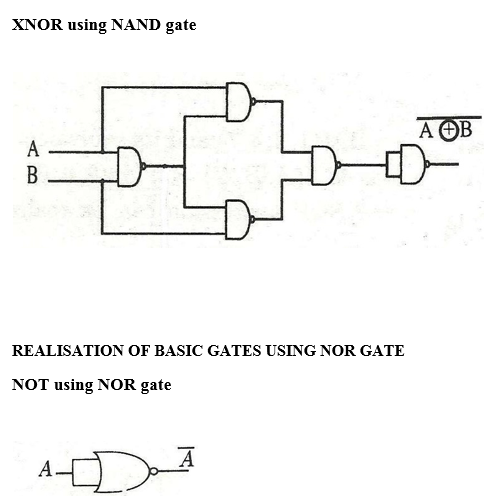 XNOR using NAND gate
A̅ ̅⊕̅B̅
A
B
REALISATION OF BASIC GATES USING NOR GATE
NOT using NOR gate
A
A̅